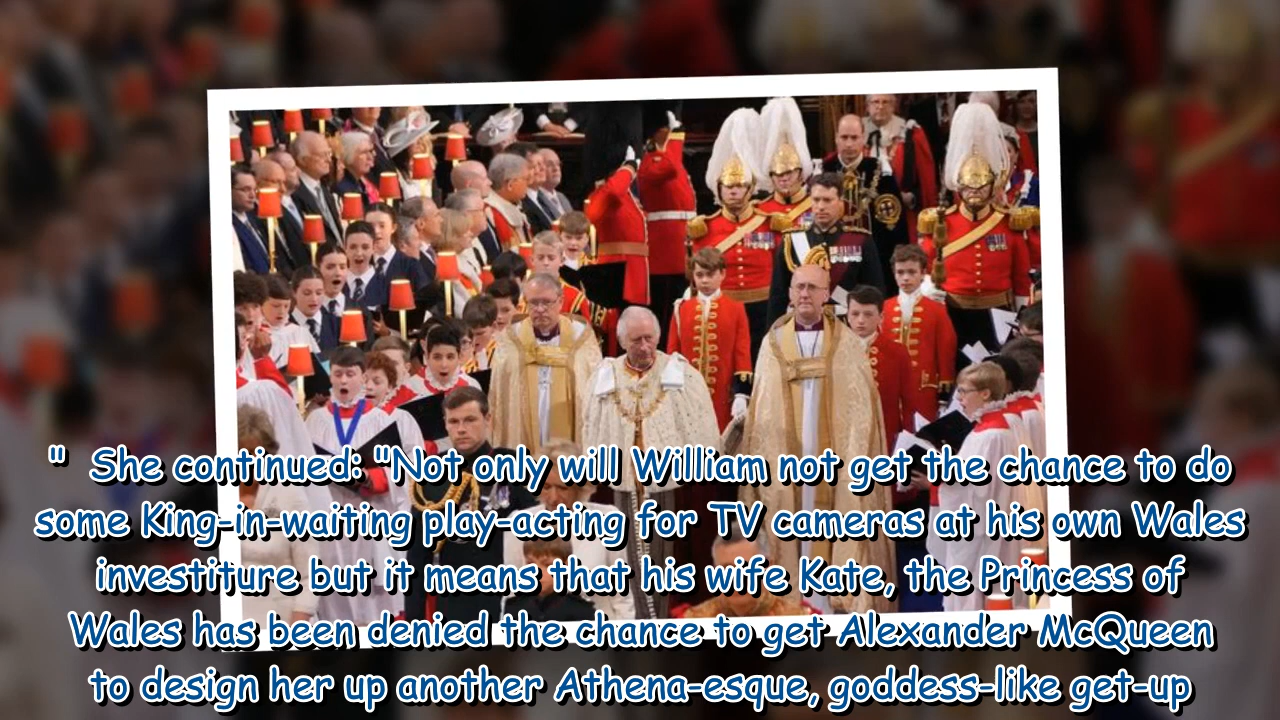 "  She continued: "Not only will William not get the chance to do
some King-in-waiting play-acting for TV cameras at his own Wales
investiture but it means that his wife Kate, the Princess of
Wales has been denied the chance to get Alexander McQueen
to design her up another Athena-esque, goddess-like get-up